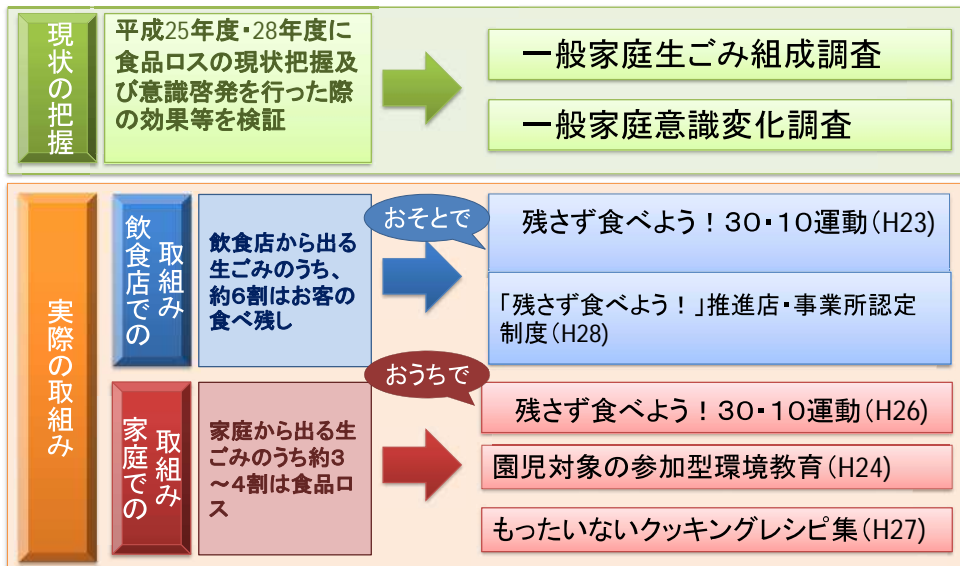 現状の把握
平成25年度・28年度に
食品ロスの現状把握及
び意識啓発を行った際
の効果等を検証
一般家庭生ごみ組成調査
一般家庭意識変化調査
実際の取組み
飲食店での
取組み
飲食店から出る
生ごみのうち、
約6割はお客の
食べ残し
おそとで
残さず食べよう！30・10運動(H23)
「残さず食べよう！」推進店・事業所認定
制度(H28)
家庭での
取組み
家庭から出る生
ごみのうち約3
～4割は食品ロ
ス
おうちで
残さず食べよう！30・10運動(H26)
園児対象の参加型環境教育(H24)
もったいないクッキングレシピ集(H27)